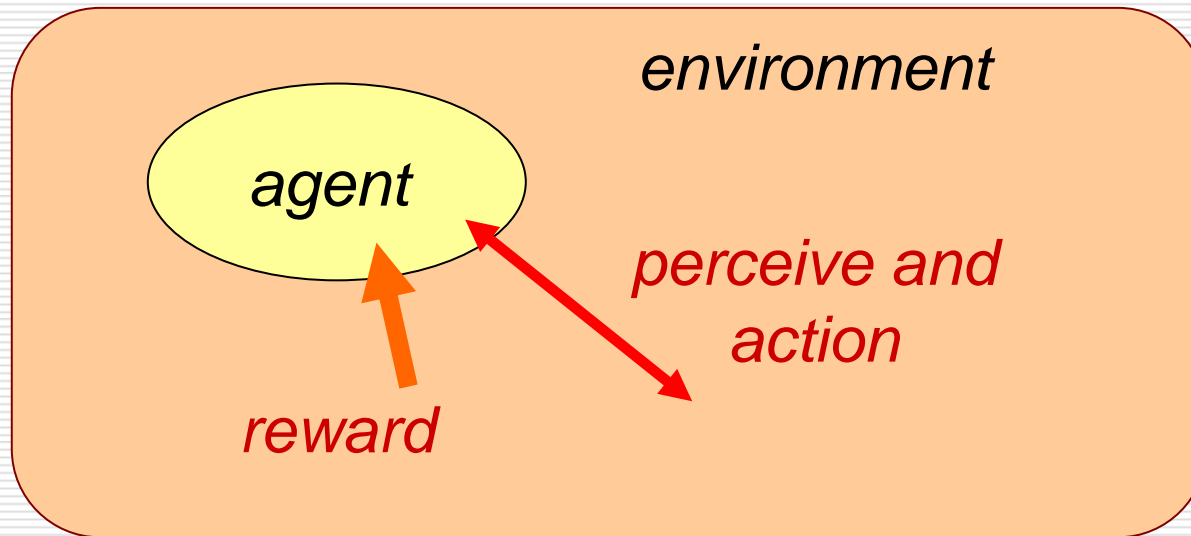 environment
agent
perceive and
action
reward